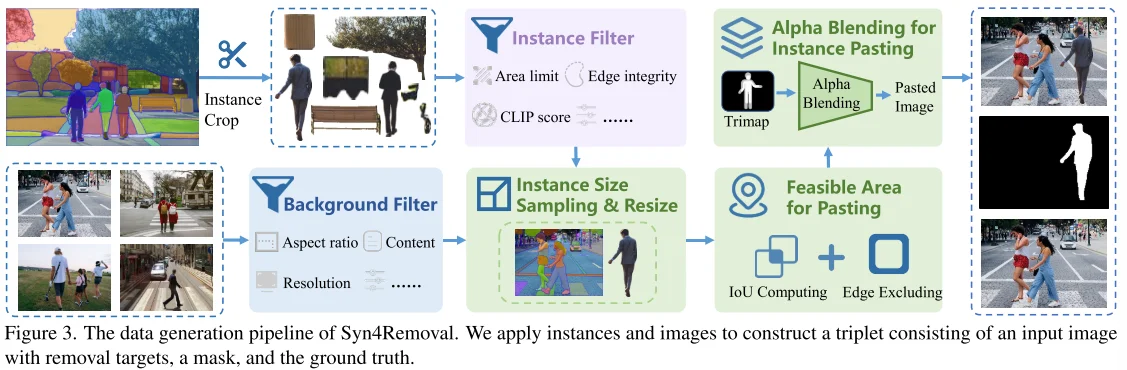 Instance
Crop
Instance Filter
Area limit
Edge integrity
CLIP score
......
Alpha Blending for
Instance Pasting
Trimap
Alpha
Blending
Pasted
Image
Background Filter
Aspect ratio
Content
Resolution
......
Instance Size
Sampling & Resize
Feasible Area
for Pasting
IoU Computing
Edge Excluding
Figure 3. The data generation pipeline of Syn4Removal. We apply instances and images to construct a triplet consisting of an input image
with removal targets, a mask, and the ground truth.